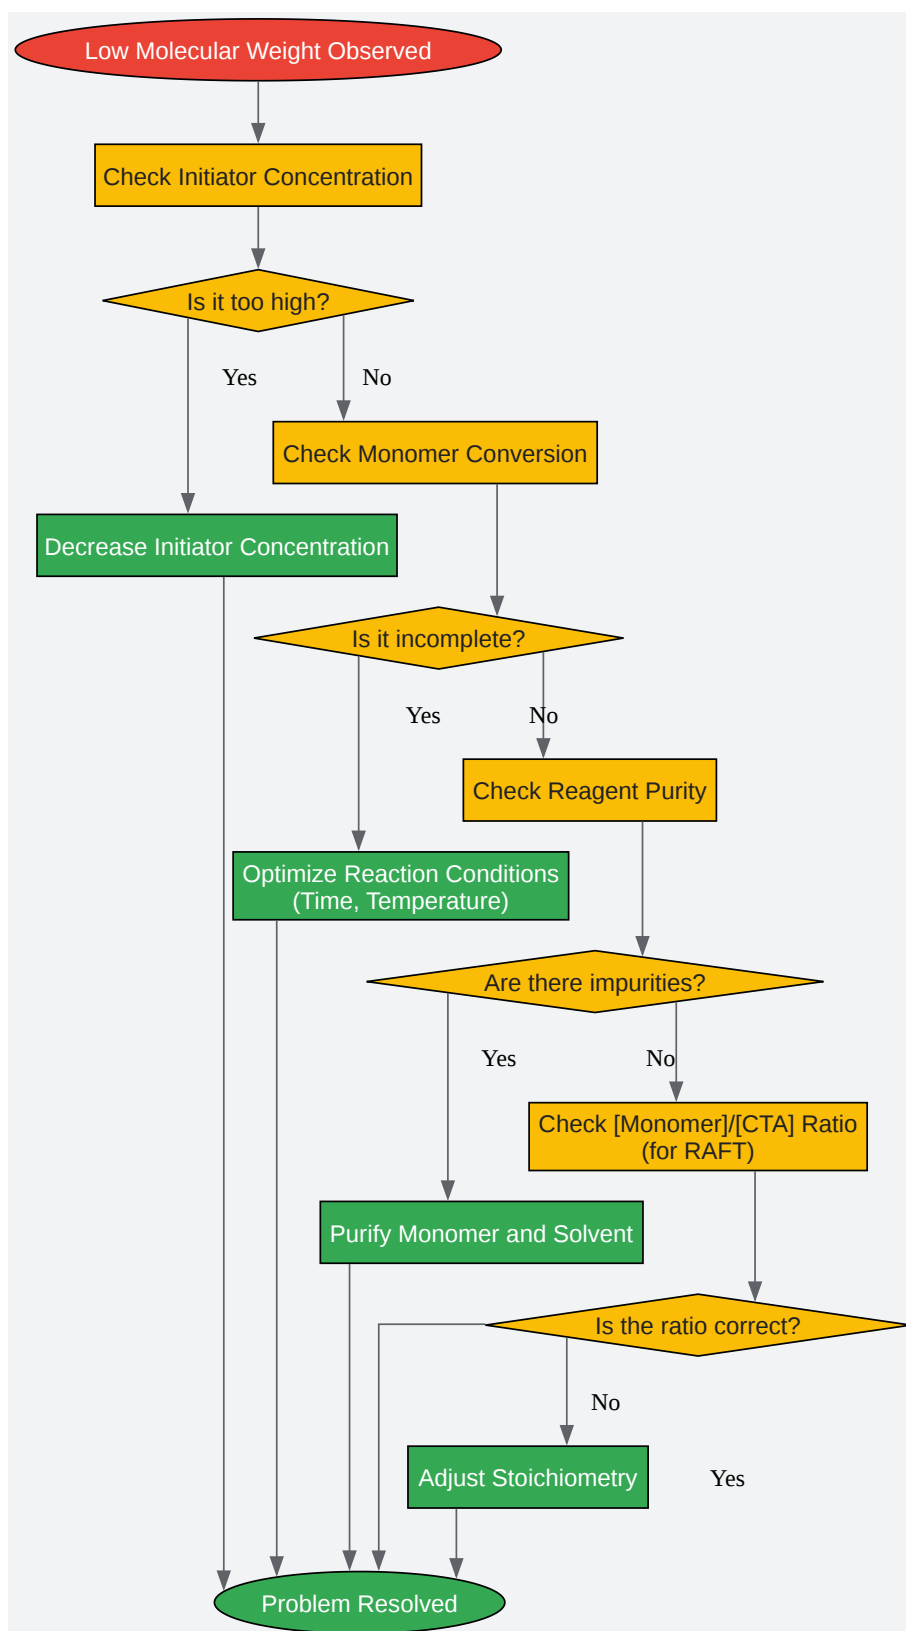 Low Molecular Weight Observed
Check Initiator Concentration
Is it too high?
Yes
No
Check Monomer Conversion
Decrease Initiator Concentration
Is it incomplete?
Yes
No
Check Reagent Purity
Optimize Reaction Conditions
(Time, Temperature)
Are there impurities?
Yes
No
Check [Monomer]/[CTA] Ratio
(for RAFT)
Purify Monomer and Solvent
Is the ratio correct?
No
Adjust Stoichiometry
Yes
Problem Resolved